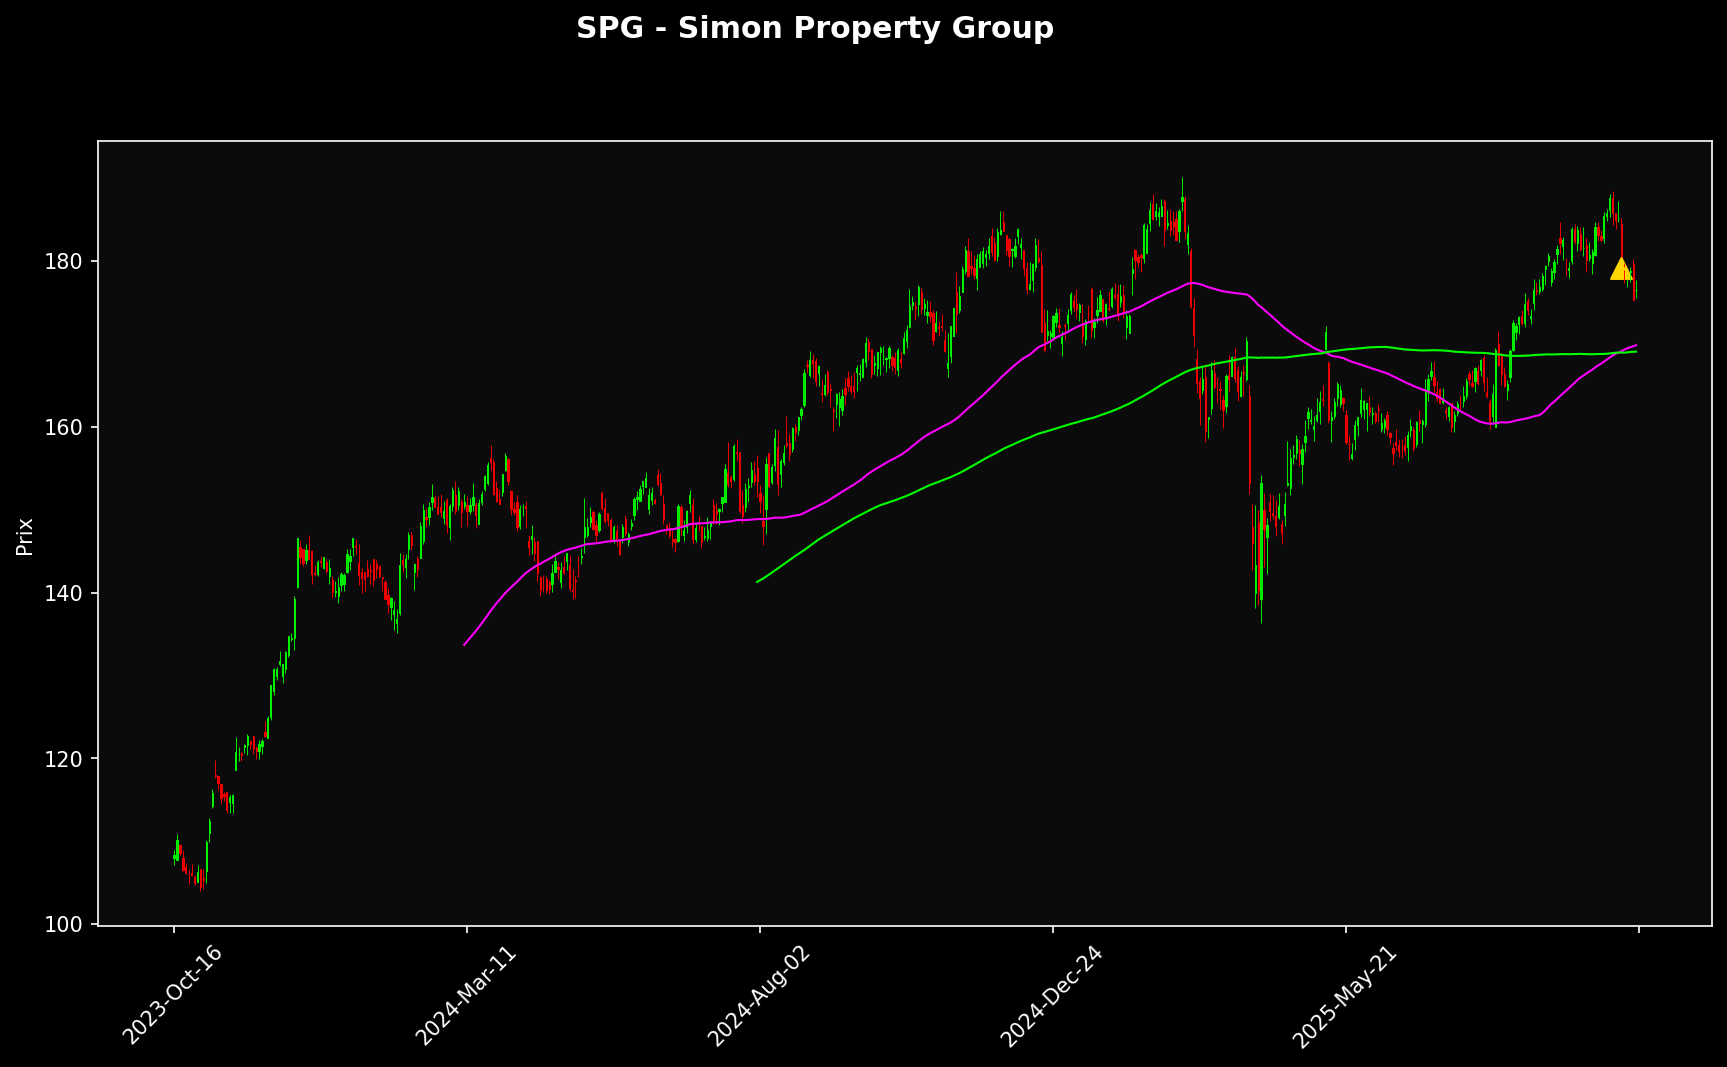 SPG - Simon Property Group
Prix
180
160
140
120
100
2023-Oct-16
2024-Mar-11
2024-Aug-02
2024-Dec-24
2025-May-21